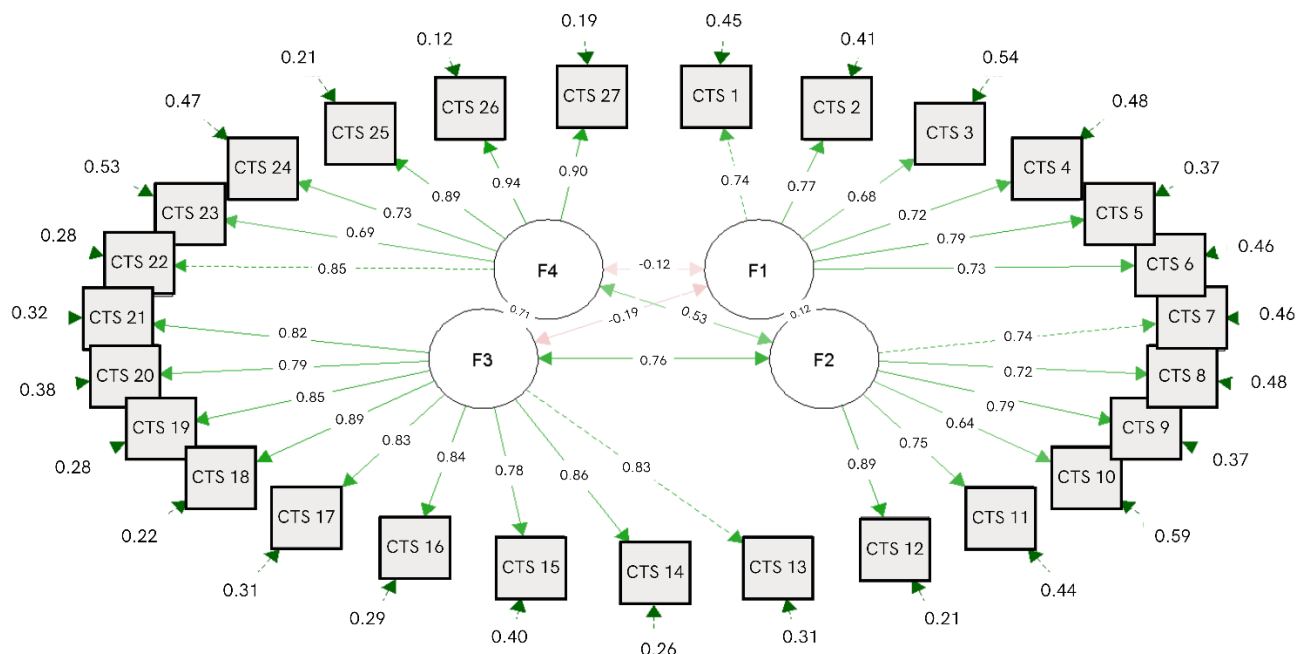 0.19
0.45
0.12
0.41
0.21
0.54
0.47
0.48
0.53
0.37
0.28
0.46
0.32
0.46
0.38
0.48
0.28
0.37
0.22
0.59
0.31
0.44
0.29
0.21
0.40
0.26
0.31
CTS 27
CTS 1
CTS 26
CTS 2
CTS 25
CTS 3
CTS 24
CTS 4
CTS 23
CTS 5
CTS 22
CTS 6
CTS 21
CTS 7
CTS 20
CTS 8
CTS 19
CTS 9
CTS 18
CTS 10
CTS 17
CTS 11
CTS 16
CTS 12
CTS 15
CTS 14
CTS 13
0.90
0.74
0.94
0.77
0.89
0.68
0.73
0.72
0.69
0.79
0.85
0.73
F4
-0.12
F1
0.71
0.53
-0.19
0.12
F3
0.76
F2
0.82
0.74
0.79
0.72
0.85
0.79
0.89
0.64
0.83
0.75
0.84
0.89
0.78
0.86
0.83